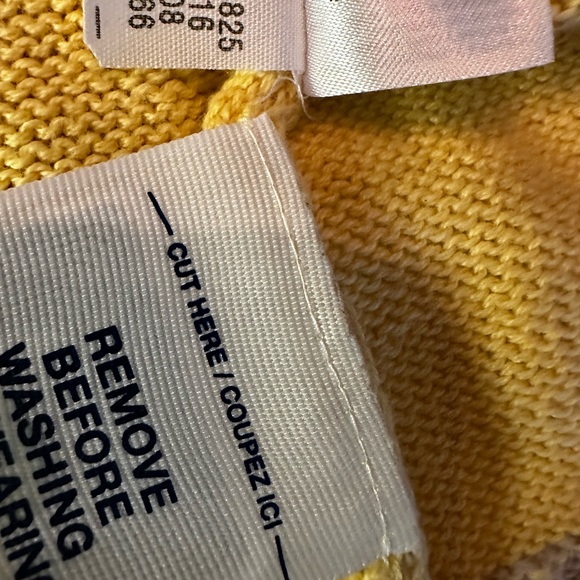 825
16
08
66
— CUT HERE / COUPEZ ICI —
REMOVE
BEFORE
WASHING